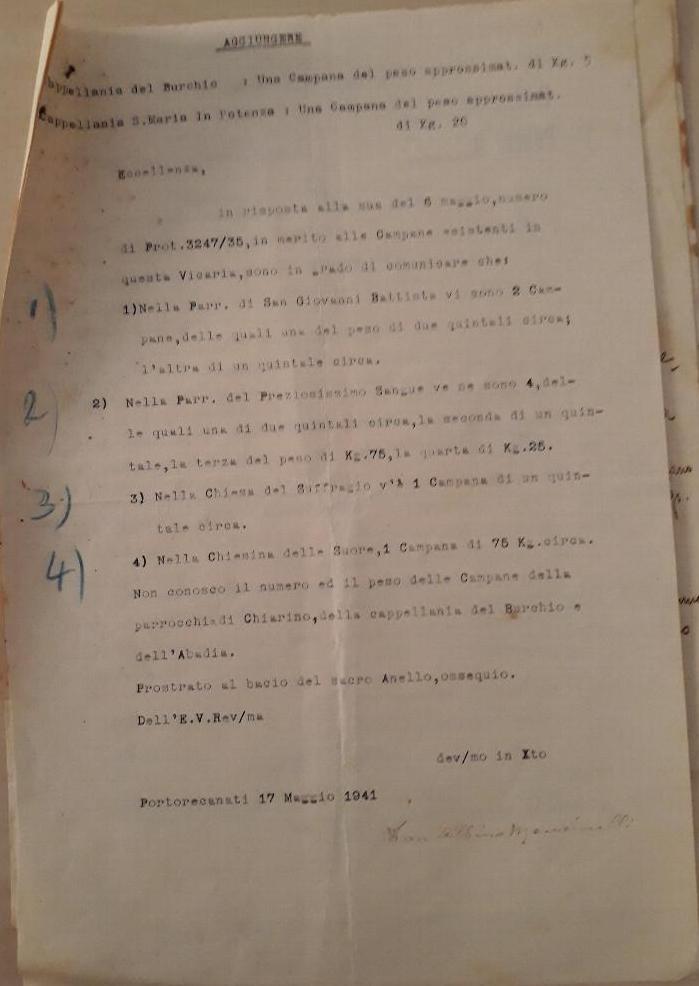 AGGIUNGERE
Cappellania del Burchio : Una Campana del peso approssimat. di Kg. 5
Cappellania S.Maria in Potenza : Una Campana del peso approssimat.
di Kg. 20
Eccellenza,
in risposta alla sua del 6 maggio,numero
di Prot.3247/35,in merito alle Campane esistenti in
questa Vicaria,sono in grado di comunicare che:
1)
1)Nella Parr. di San Giovanni Battista vi sono 2 Cam-
pane,delle quali una del peso di due quintali circa;
l'altra di un quintale circa.
2)
2) Nella Parr. del Preziosissimo Sangue ve ne sono 4,del-
le quali una di due quintali circa,la seconda di un quin-
tale,la terza del peso di Kg.75,la quarta di Kg.25.
3)
3) Nella Chiesa del Suffragio v'è 1 Campana di un quin-
tale circa.
4)
4) Nella Chiesina delle Suore,1 Campana di 75 Kg.circa.
Non conosco il numero ed il peso delle Campane della
parrocchia di Chiarino,della cappellania del Burchio e
dell'Abadia.
Prostrato al bacio del sacro Anello,ossequio.
Dell'E.V.Rev/ma
dev/mo in Xto
Portorecanati 17 Maggio 1941